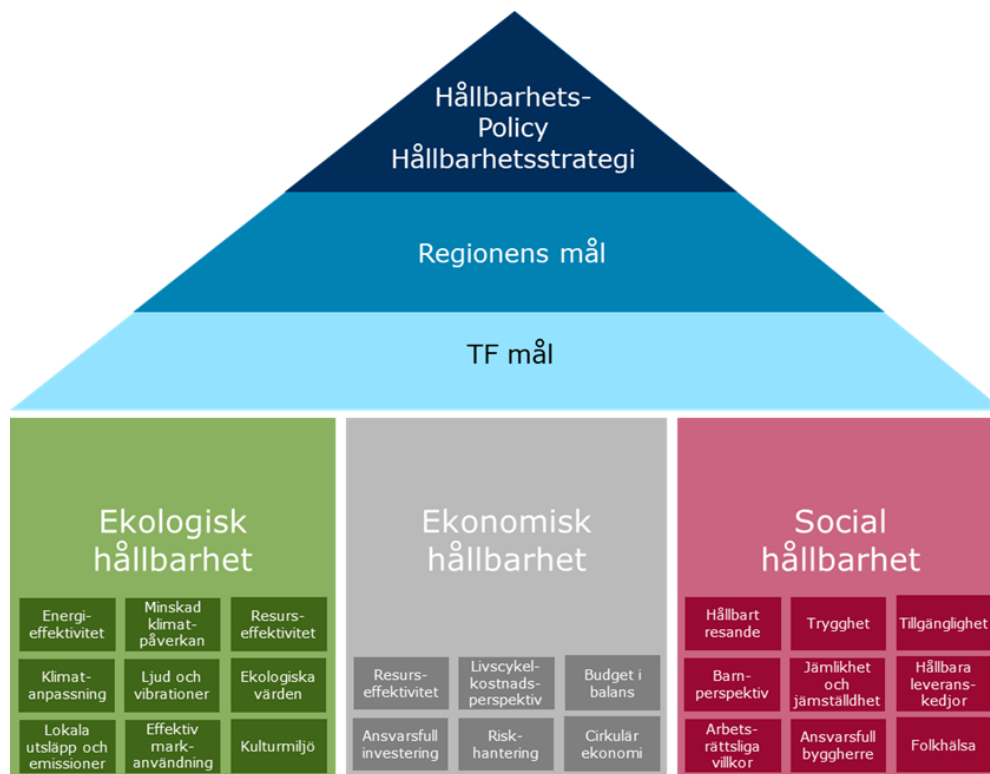 Hållbarhets-
Policy
Hållbarhetsstrategi
Regionens mål
TF mål
Ekologisk
hållbarhet
Energi-
effektivitet
Minskad
klimat-
påverkan
Resurs-
effektivitet
Klimat-
anpassning
Ljud och
vibrationer
Ekologiska
värden
Lokala
utsläpp och
emissioner
Effektiv
mark-
användning
Kulturmiljö
Ekonomisk
hållbarhet
Resurs-
effektivitet
Livscykel-
kostnads-
perspektiv
Budget i
balans
Ansvarsfull
investering
Risk-
hantering
Cirkulär
ekonomi
Social
hållbarhet
Hållbart
resande
Trygghet
Tillgänglighet
Barn-
perspektiv
Jämlikhet
och
jämställdhet
Hållbara
leverans-
kedjor
Arbets-
rättsliga
villkor
Ansvarsfull
byggherre
Folkhälsa